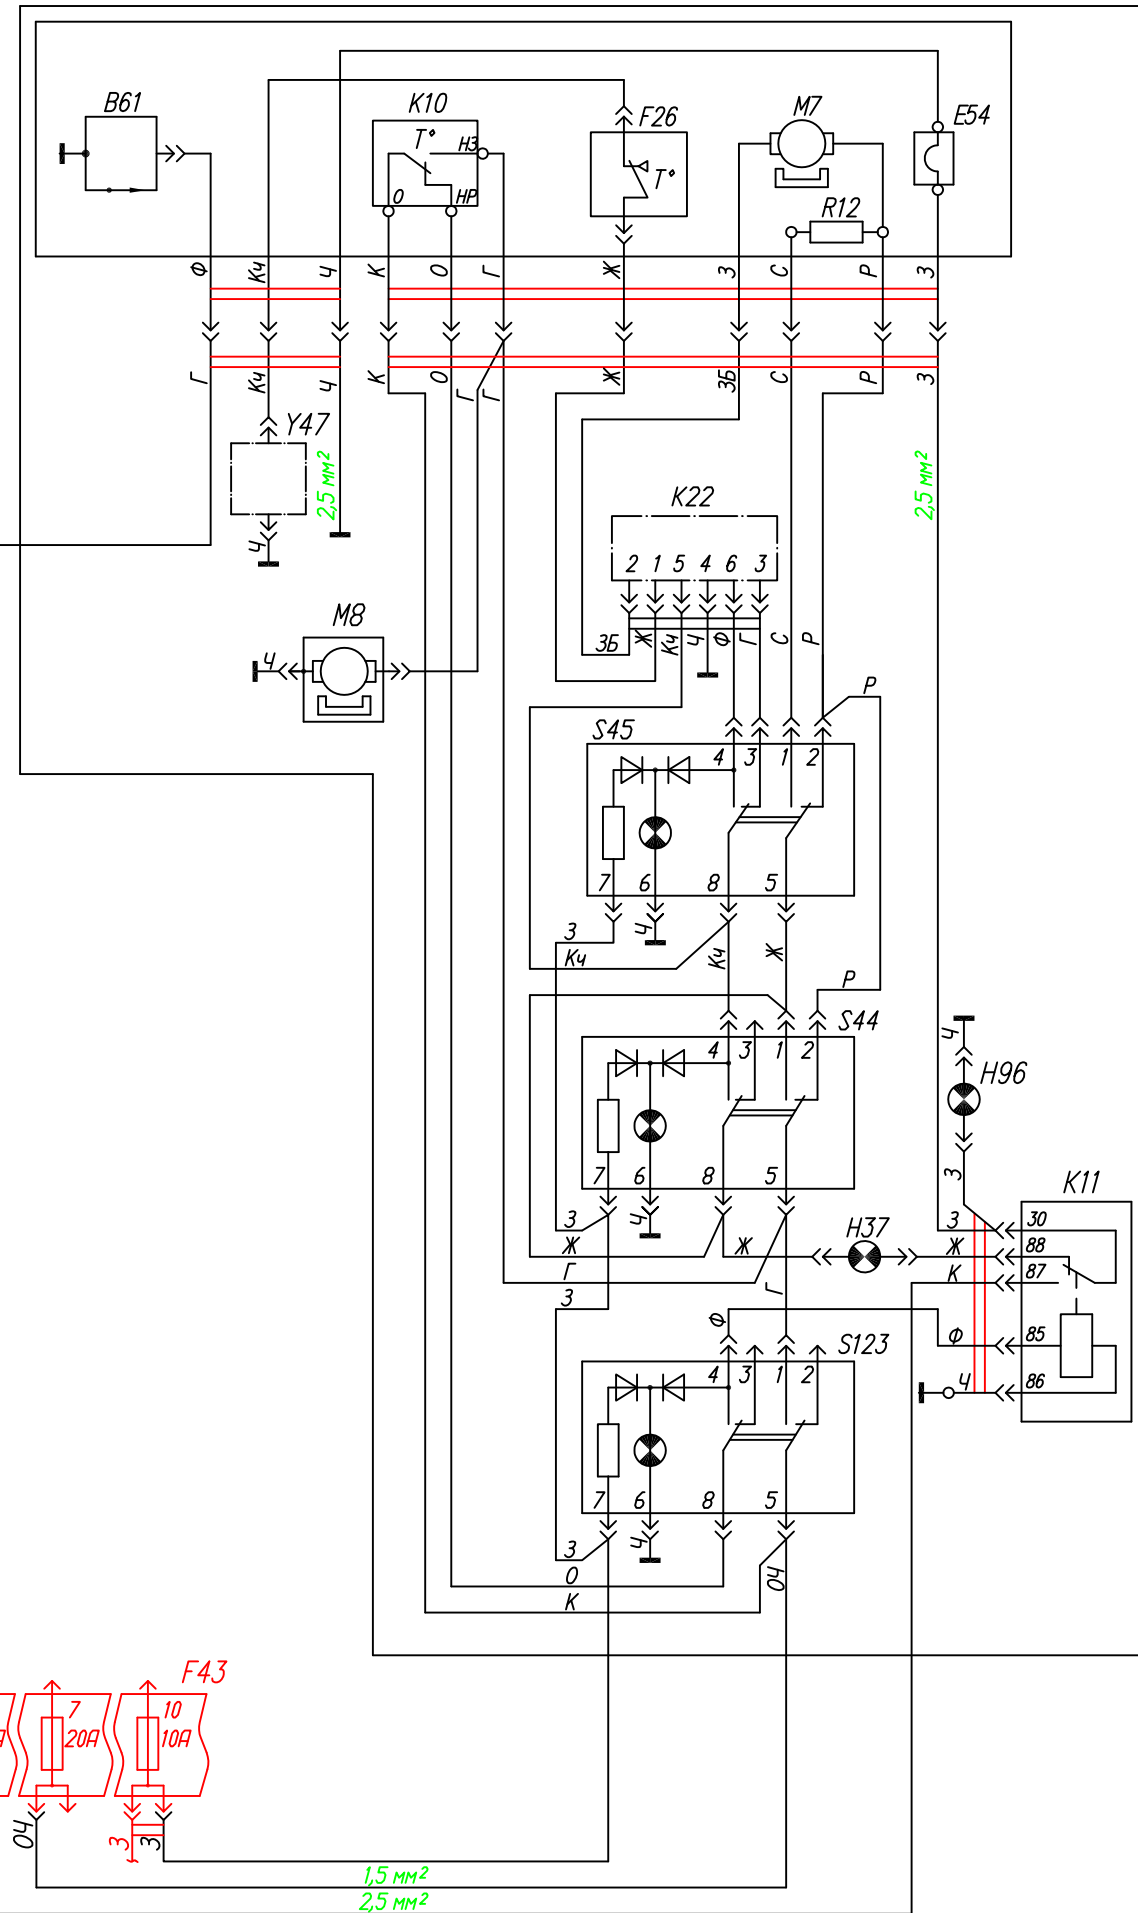 B61
K10
F26
M7
E54
T°
НЗ
О
НР
T°
R12
Ф
Кч
Ч
К
О
Г
Ж
З
С
Р
З
Г
Кч
Ч
К
О
Г
Г
Ж
ЗБ
С
Р
З
Y47
2,5 мм²
2,5 мм²
Ч
K22
2 1 5 4 6 3
M8
Ч
ЗБ
Ж
Кч
Ч
Ф
Г
С
Р
Р
S45
4 3 1 2
7 6 8 5
З
Ч
Кч
Кч
Ж
Р
S44
4 3 1 2
Ч
H96
7 6 8 5
З
K11
З
Ч
Ж
Ж
H37
З
30
Ж
88
Г
К
87
З
Г
Ф
Ф
85
S123
4 3 1 2
Ч
86
7 6 8 5
З
Ч
О
ОЧ
К
F43
7
20А
10
10А
ОЧ
З
З
1,5 мм²
2,5 мм²